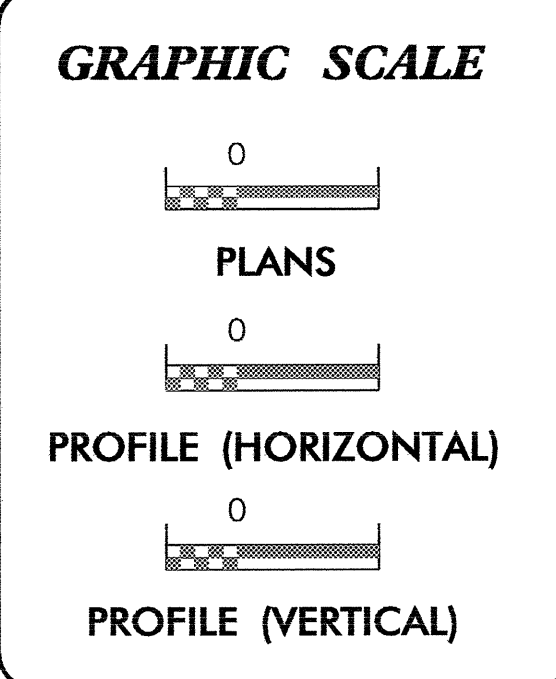 GRAPHIC SCALE
0
PLANS
0
PROFILE (HORIZONTAL)
0
PROFILE (VERTICAL)